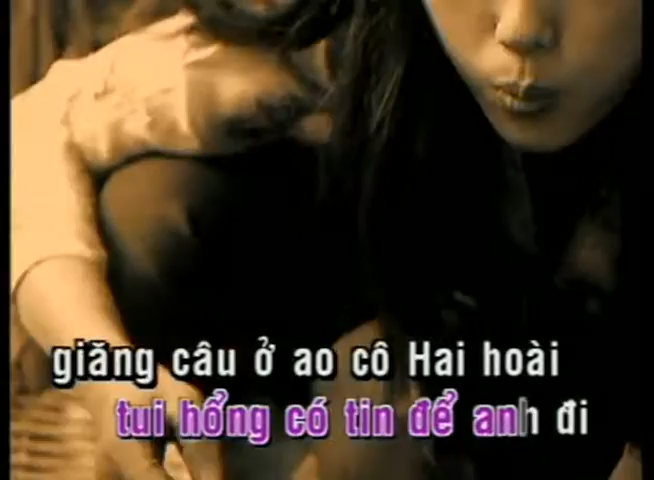 giăng câu ở ao cô Hai hoài
tui hổng có tin để anh đi